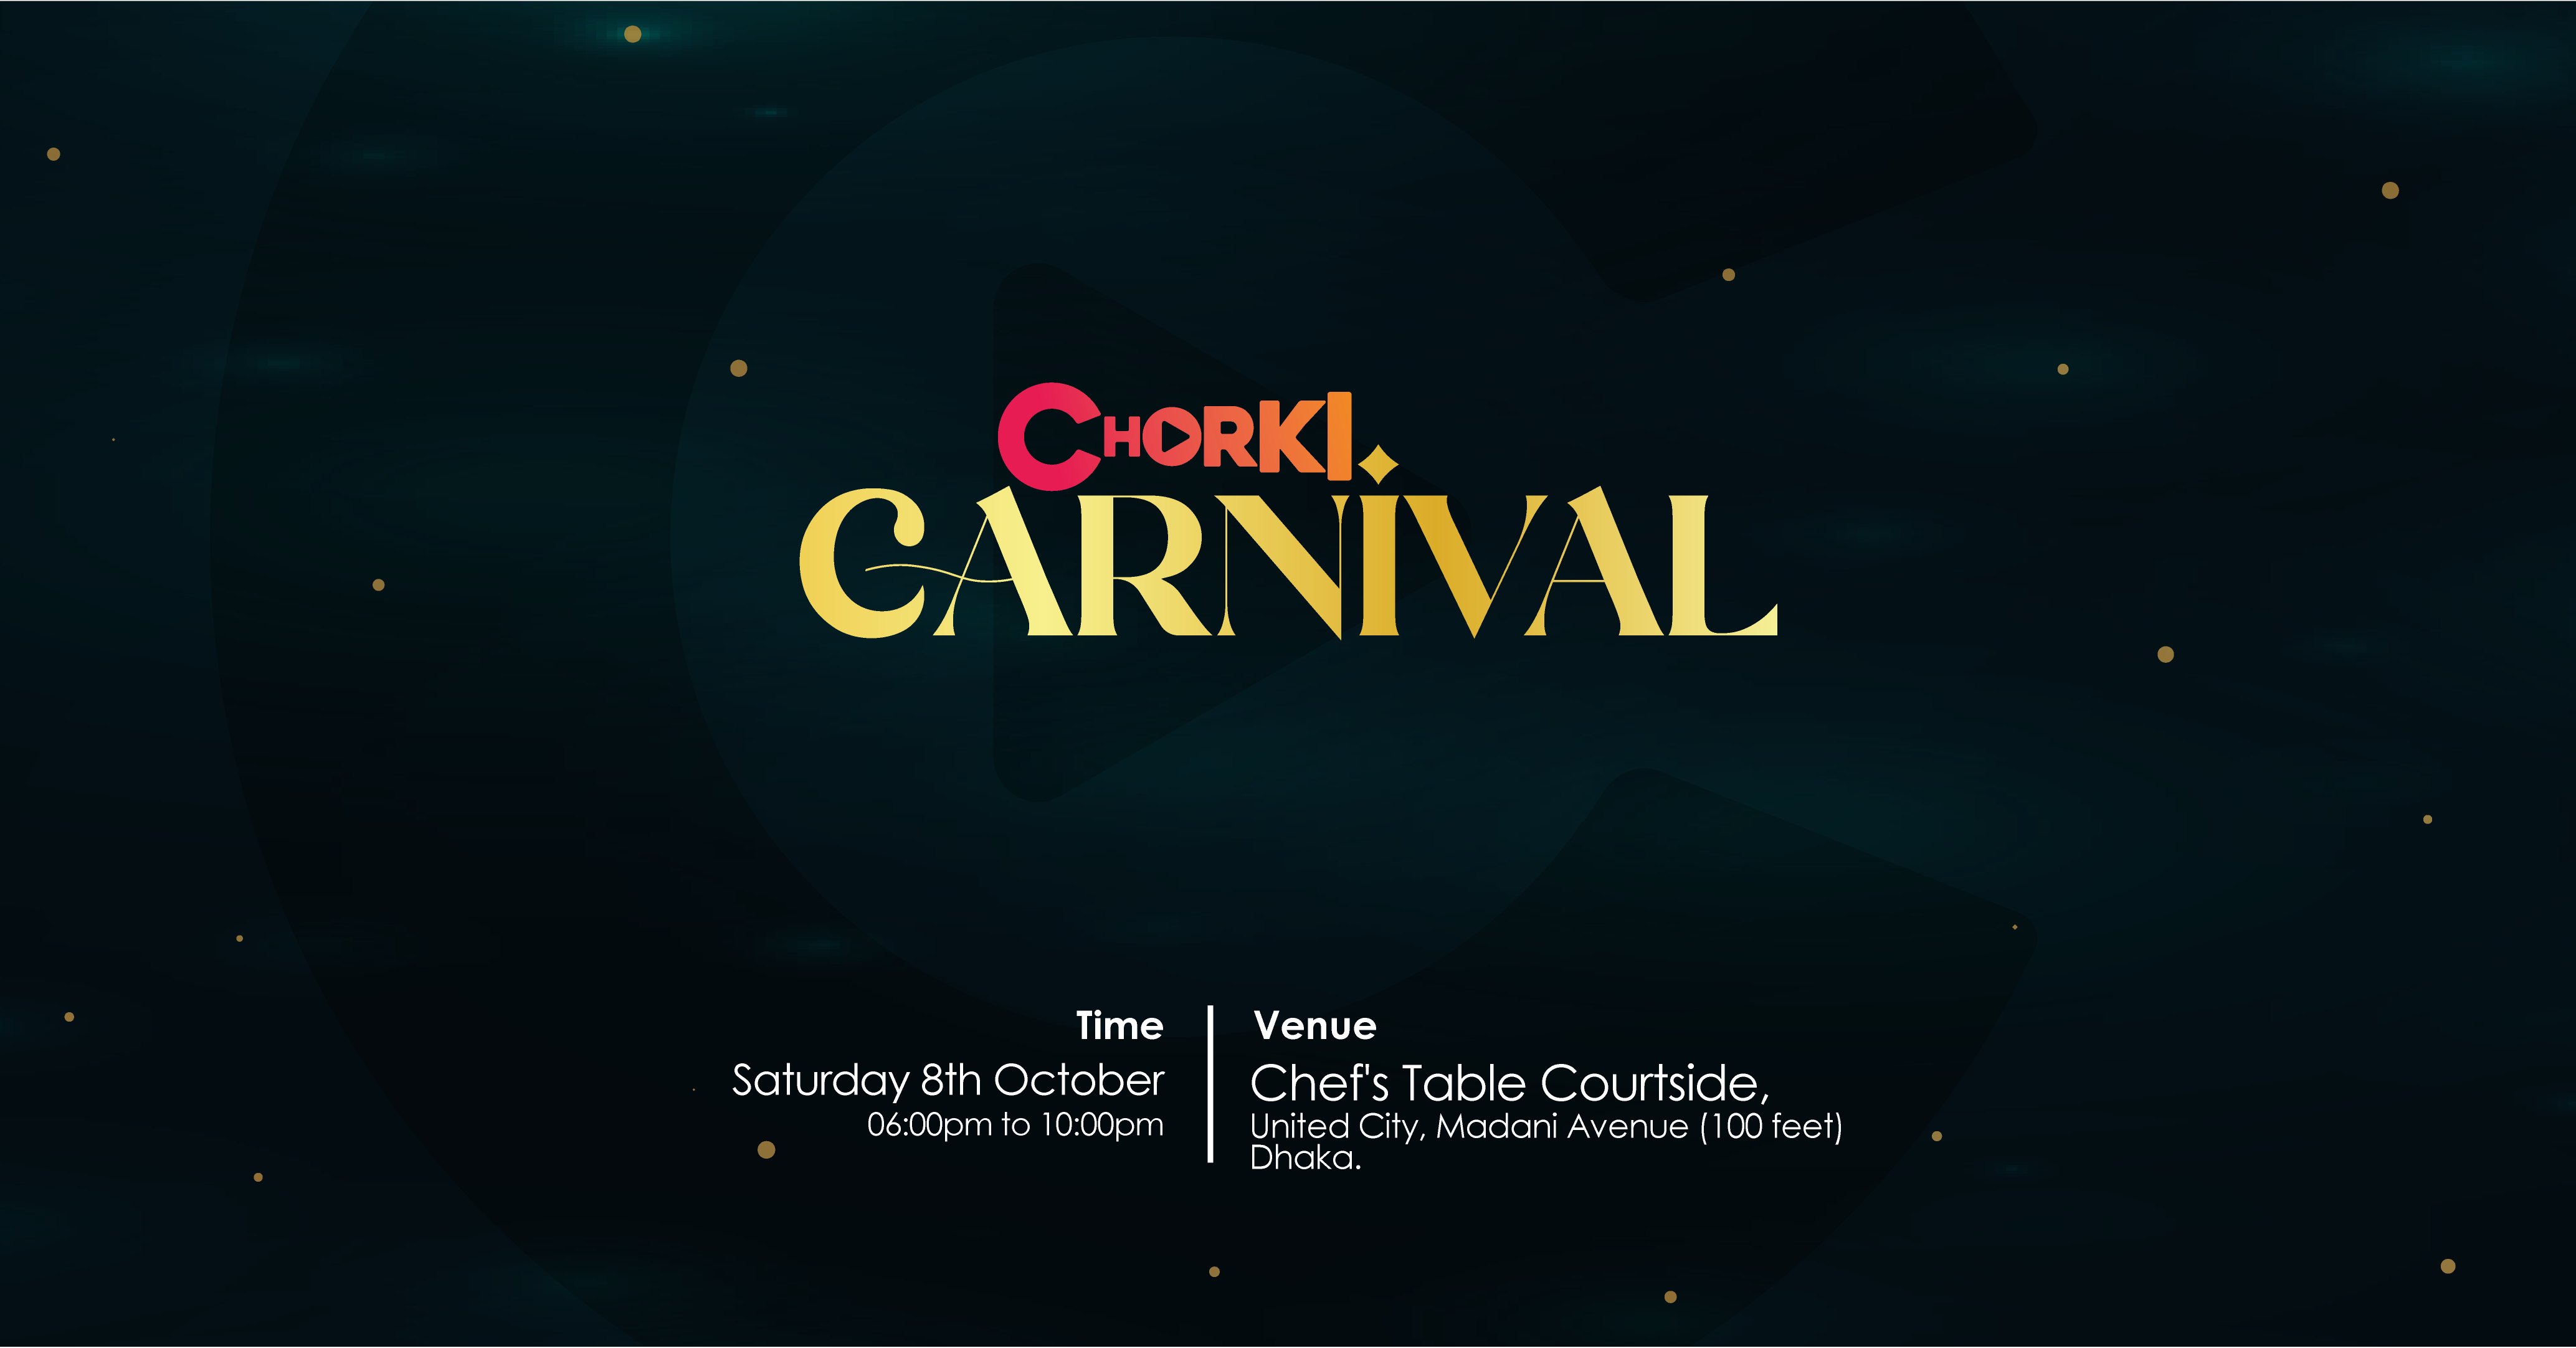 CHORKI
CARNIVAL
Time
Saturday 8th October
06:00pm to 10:00pm
Venue
Chef's Table Courtside,
United City, Madani Avenue (100 feet)
Dhaka.